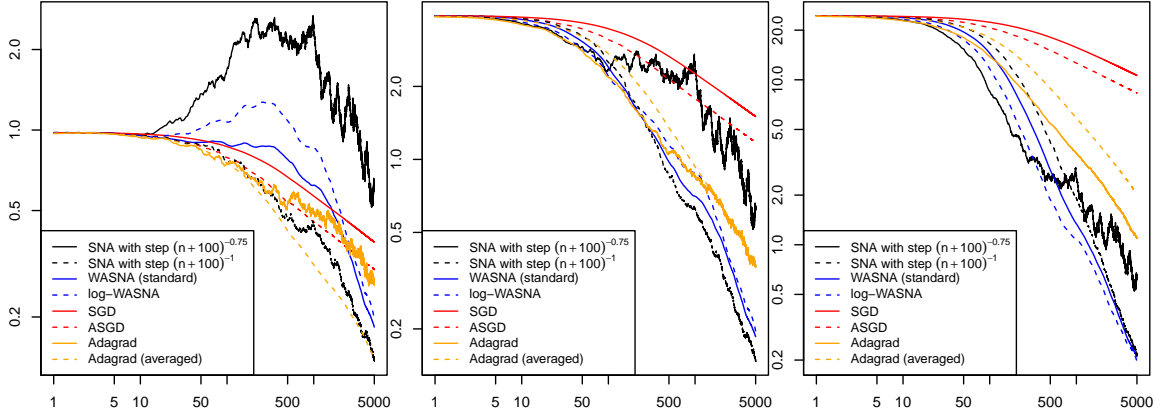 2.0
1.0
0.5
0.2
SNA with step (n+100)^−0.75
SNA with step (n+100)^−1
WASNA (standard)
log−WASNA
SGD
ASGD
Adagrad
Adagrad (averaged)
1 5 10 50 500 5000
2.0
1.0
0.5
0.2
SNA with step (n+100)^−0.75
SNA with step (n+100)^−1
WASNA (standard)
log−WASNA
SGD
ASGD
Adagrad
Adagrad (averaged)
1 5 10 50 500 5000
20.0
10.0
5.0
2.0
1.0
0.5
0.2
SNA with step (n+100)^−0.75
SNA with step (n+100)^−1
WASNA (standard)
log−WASNA
SGD
ASGD
Adagrad
Adagrad (averaged)
1 5 10 50 500 5000